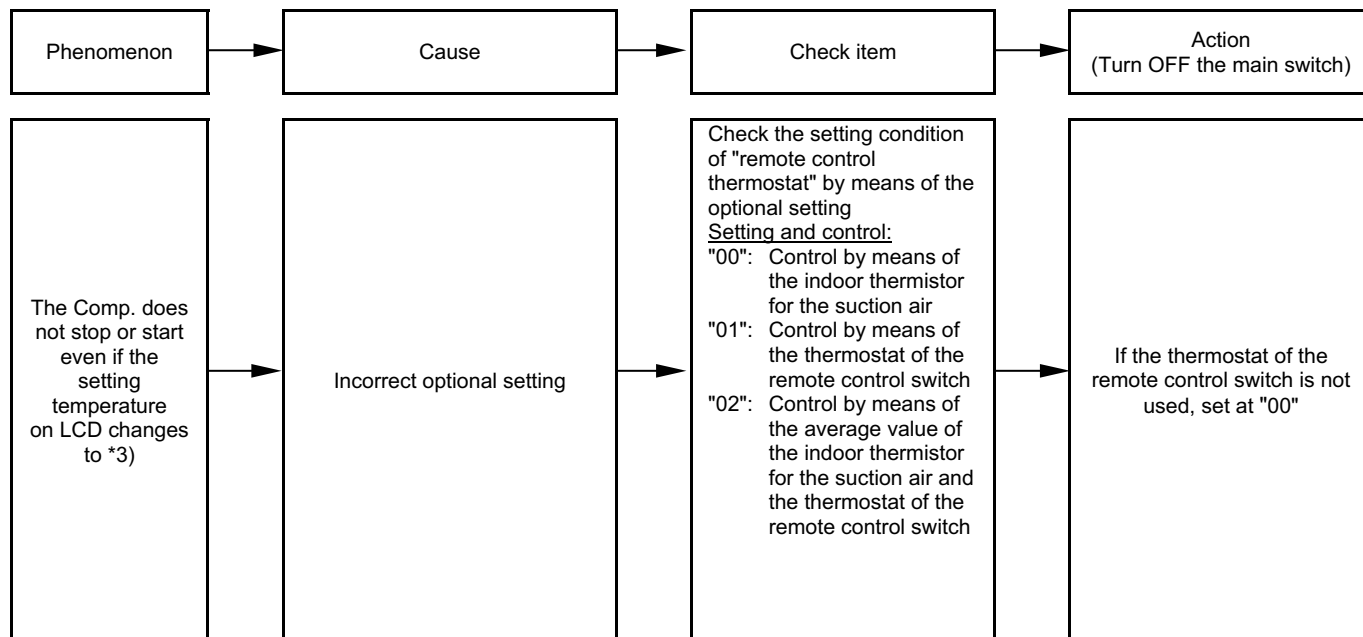 Phenomenon
Cause
Check item
Action
(Turn OFF the main switch)
The Comp. does
not stop or start
even if the
setting
temperature
on LCD changes
to *3)
Incorrect optional setting
Check the setting condition
of "remote control
thermostat" by means of the
optional setting
Setting and control:
"00": Control by means of
the indoor thermistor
for the suction air
"01": Control by means of
the thermostat of the
remote control switch
"02": Control by means of
the average value of
the indoor thermistor
for the suction air and
the thermostat of the
remote control switch
If the thermostat of the
remote control switch is not
used, set at "00"